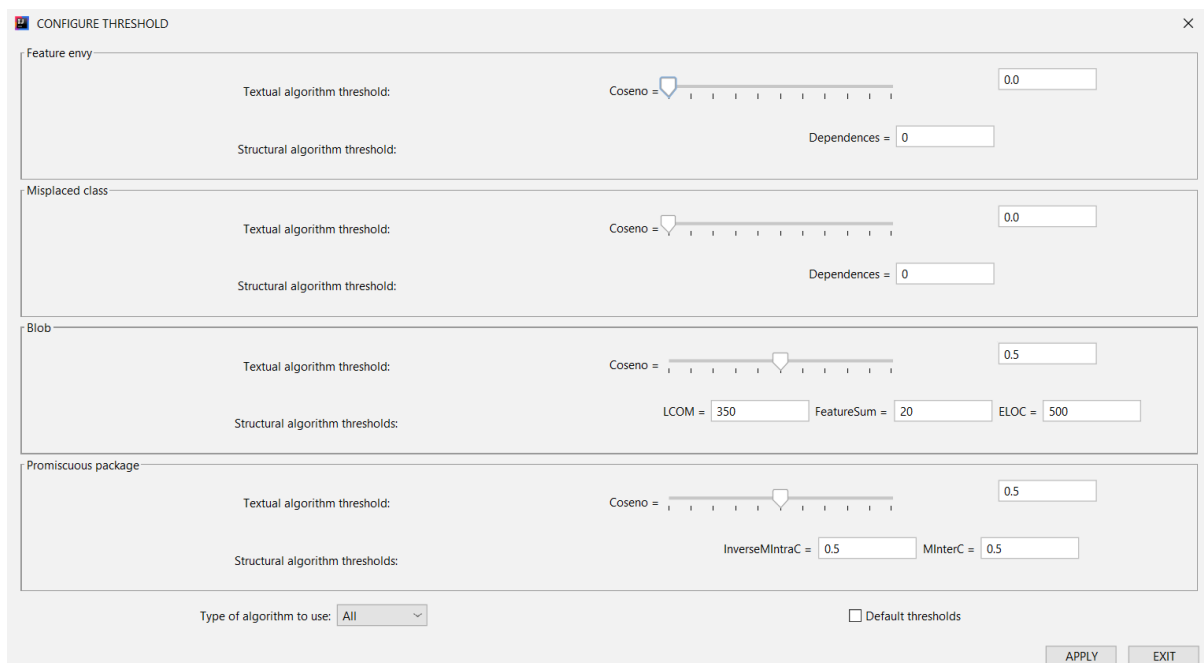 CONFIGURE THRESHOLD
Feature envy
Textual algorithm threshold: Coseno = 0.0
Structural algorithm threshold: Dependences = 0
Misplaced class
Textual algorithm threshold: Coseno = 0.0
Structural algorithm threshold: Dependences = 0
Blob
Textual algorithm threshold: Coseno = 0.5
Structural algorithm thresholds: LCOM = 350 FeatureSum = 20 ELOC = 500
Promiscuous package
Textual algorithm threshold: Coseno = 0.5
Structural algorithm thresholds: InverseMIntraC = 0.5 MInterC = 0.5
Type of algorithm to use: All Default thresholds
APPLY EXIT